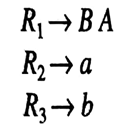 R₁ → B A
R₂ → a
R₃ → b